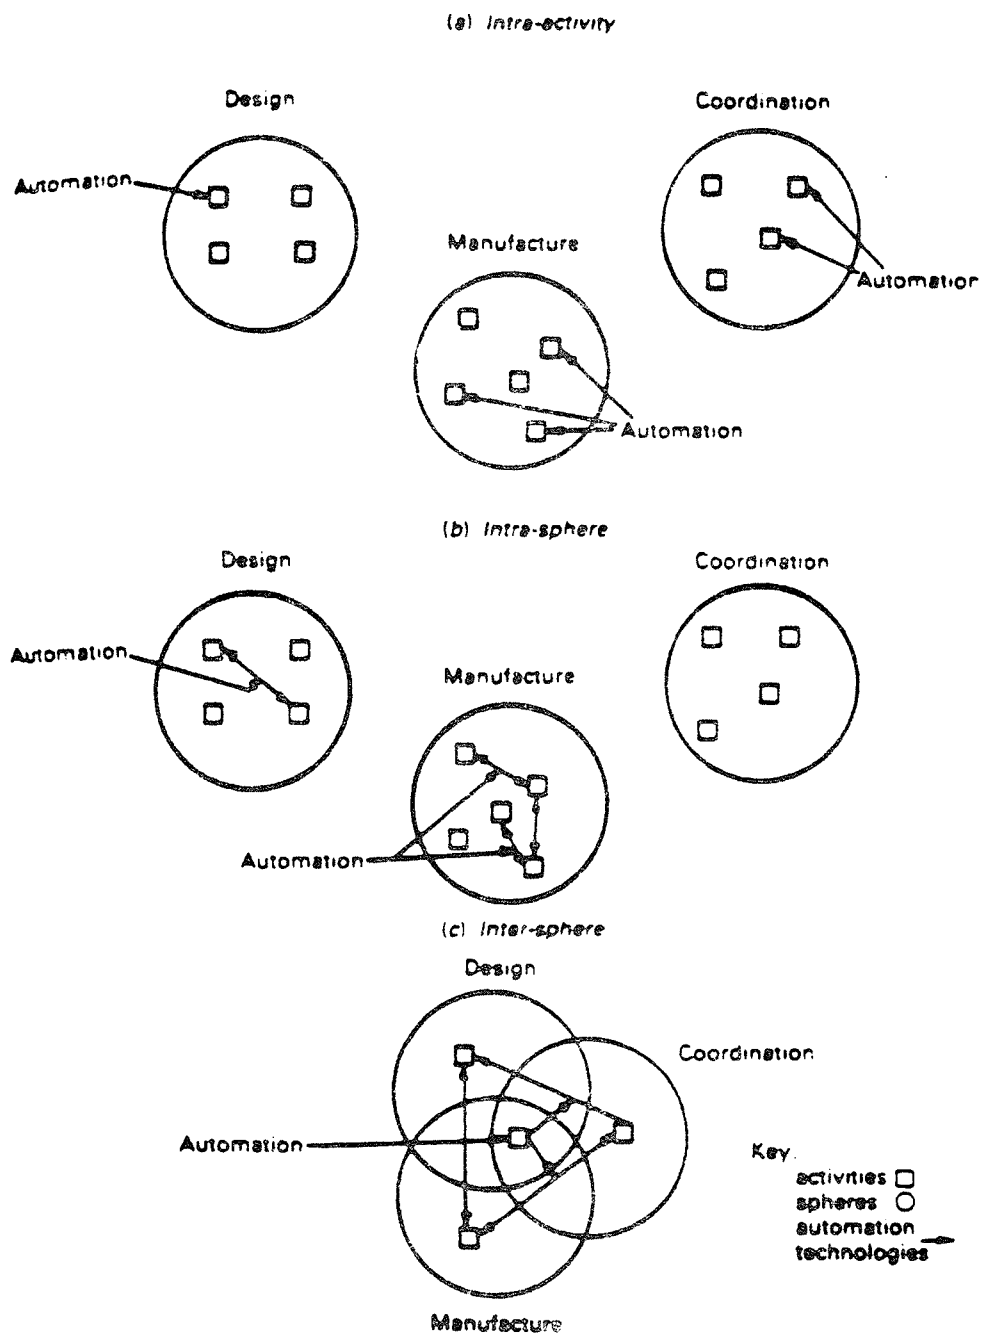 (a) Intra-activity
Design
Coordination
Automation
Manufacture
Automation
Automation
(b) Intra-sphere
Design
Coordination
Automation
Manufacture
Automation
(c) Inter-sphere
Design
Coordination
Automation
Key.
activities
spheres
automation
technologies
Manufacture